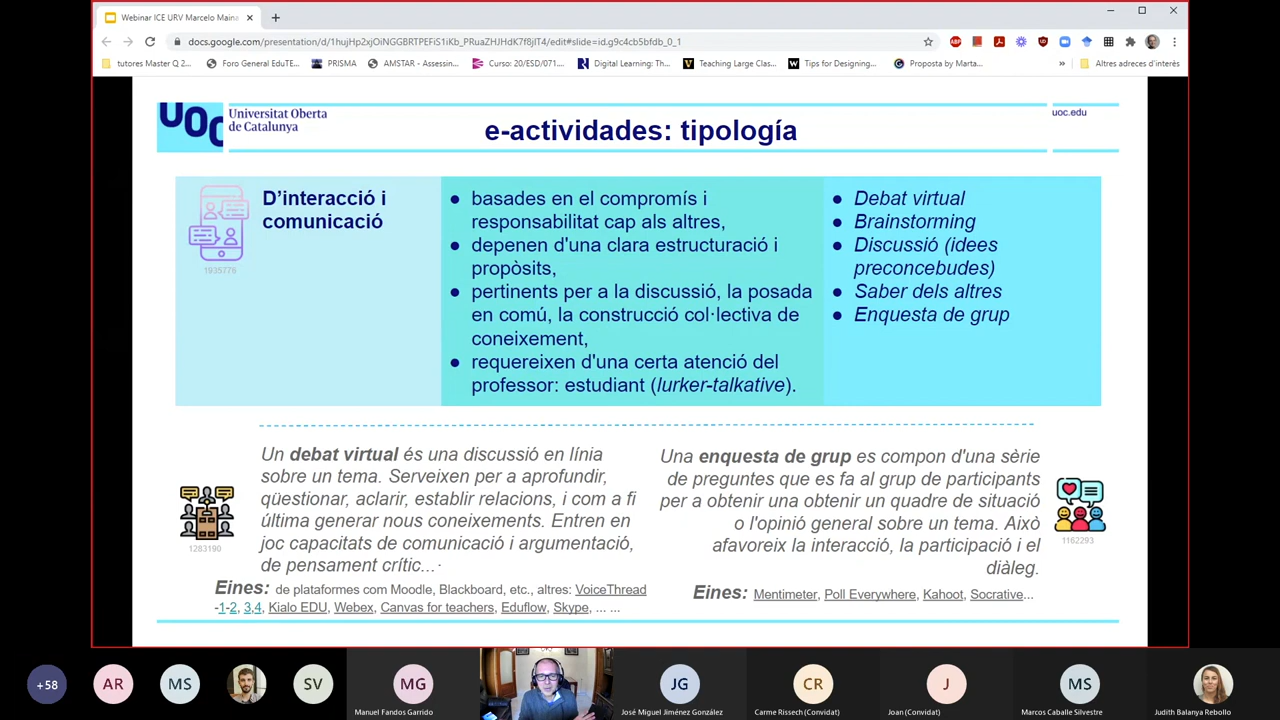 Webinar ICE URV Marcelo Maina
docs.google.com/presentation/d/1hujHp2xjOiNGGBRTPEFiS1iKb_PRuaZHJHdK7f8jlT4/edit#slide=id.g9c4cb5bfdb_0_1
tutores Master Q 2...
Foro General EduTE...
PRISMA
AMSTAR - Assessin...
Curso: 20/ESD/071....
Digital Learning: Th...
Teaching Large Clas...
Tips for Designing...
Proposta by Marta...
»
Altres adreces d'interès
UOC
Universitat Oberta
de Catalunya
e-actividades: tipología
uoc.edu
D'interacció i
comunicació
1935776
● basades en el compromís i
responsabilitat cap als altres,
● depenen d'una clara estructuració i
propòsits,
● pertinents per a la discussió, la posada
en comú, la construcció col·lectiva de
coneixement,
● requereixen d'una certa atenció del
professor: estudiant (lurker-talkative).
● Debat virtual
● Brainstorming
● Discussió (idees
preconcebudes)
● Saber dels altres
● Enquesta de grup
Un debat virtual és una discussió en línia
sobre un tema. Serveixen per a aprofundir,
qüestionar, aclarir, establir relacions, i com a fi
última generar nous coneixements. Entren en
joc capacitats de comunicació i argumentació,
de pensament crític...·
1283190
Eines: de plataformes com Moodle, Blackboard, etc., altres: VoiceThread
-1-2, 3,4, Kialo EDU, Webex, Canvas for teachers, Eduflow, Skype, ... ...
Una enquesta de grup es compon d'una sèrie
de preguntes que es fa al grup de participants
per a obtenir una obtenir un quadre de situació
o l'opinió general sobre un tema. Això
afavoreix la interacció, la participació i el
diàleg.
1162293
Eines: Mentimeter, Poll Everywhere, Kahoot, Socrative...
+58
AR
MS
SV
MG
Manuel Fandos Garrido
JG
José Miguel Jiménez González
CR
Carme Rissech (Convidat)
J
Joan (Convidat)
MS
Marcos Caballe Silvestre
Judith Balanya Rebollo